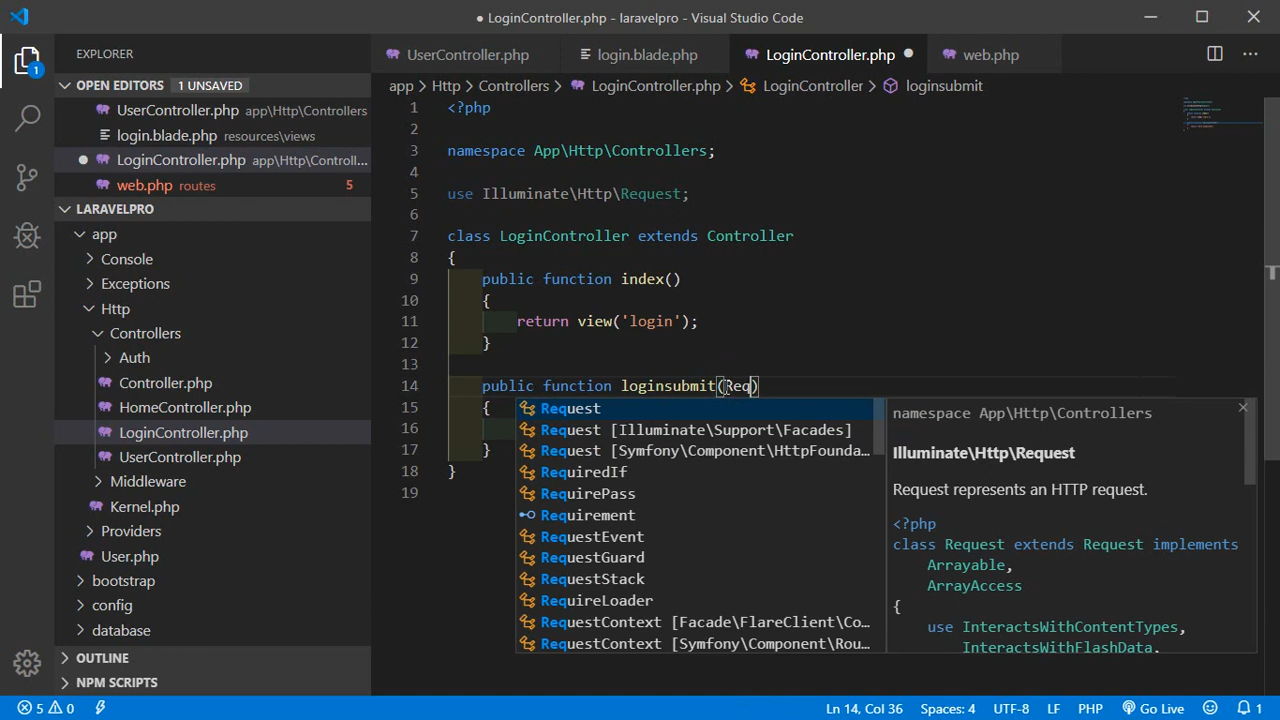 ● LoginController.php - laravelpro - Visual Studio Code
EXPLORER
OPEN EDITORS 1 UNSAVED
UserController.php app\Http\Controllers
login.blade.php resources\views
LoginController.php app\Http\Controll...
web.php routes 5
LARAVELPRO
app
Console
Exceptions
Http
Controllers
Auth
Controller.php
HomeController.php
LoginController.php
UserController.php
Middleware
Kernel.php
Providers
User.php
bootstrap
config
database
OUTLINE
NPM SCRIPTS
1
UserController.php login.blade.php LoginController.php web.php
app > Http > Controllers > LoginController.php > LoginController > loginsubmit
1 <?php
2
3 namespace App\Http\Controllers;
4
5 use Illuminate\Http\Request;
6
7 class LoginController extends Controller
8 {
9 public function index()
10 {
11 return view('login');
12 }
13
14 public function loginsubmit(Req)
15 {
16
17 }
18 }
19
Request
Request [Illuminate\Support\Facades]
Request [Symfony\Component\HttpFounda...
RequiredIf
RequirePass
Requirement
RequestEvent
RequestGuard
RequestStack
RequireLoader
RequestContext [Facade\FlareClient\Co...
RequestContext [Symfony\Component\Rou...
namespace App\Http\Controllers
Illuminate\Http\Request
Request represents an HTTP request.
<?php
class Request extends Request implements
Arrayable,
ArrayAccess
{
use InteractsWithContentTypes,
InteractsWithFlashData,
5 0 Ln 14, Col 36 Spaces: 4 UTF-8 LF PHP Go Live 1